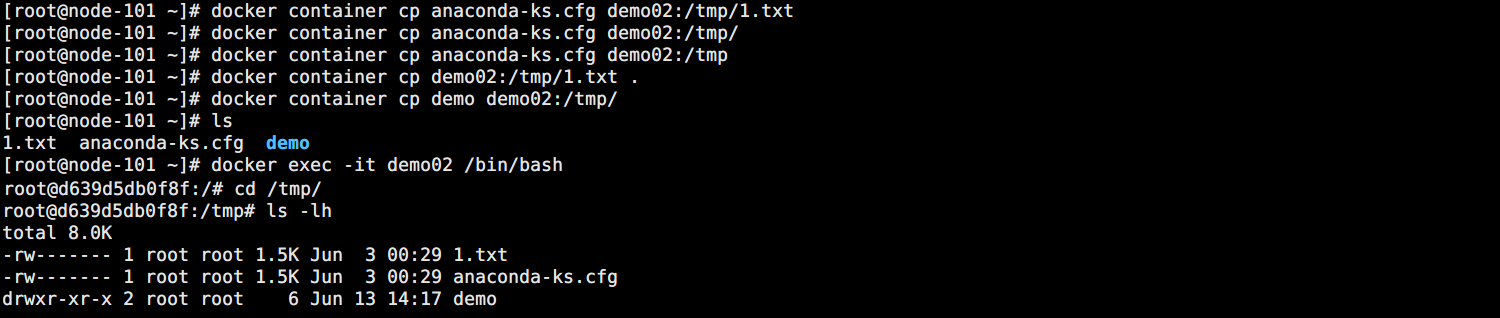 [root@node-101 ~]# docker container cp anaconda-ks.cfg demo02:/tmp/1.txt
[root@node-101 ~]# docker container cp anaconda-ks.cfg demo02:/tmp/
[root@node-101 ~]# docker container cp anaconda-ks.cfg demo02:/tmp
[root@node-101 ~]# docker container cp demo02:/tmp/1.txt .
[root@node-101 ~]# docker container cp demo demo02:/tmp/
[root@node-101 ~]# ls
1.txt  anaconda-ks.cfg  demo
[root@node-101 ~]# docker exec -it demo02 /bin/bash
root@d639d5db0f8f:/# cd /tmp/
root@d639d5db0f8f:/tmp# ls -lh
total 8.0K
-rw------- 1 root root 1.5K Jun  3 00:29 1.txt
-rw------- 1 root root 1.5K Jun  3 00:29 anaconda-ks.cfg
drwxr-xr-x 2 root root    6 Jun 13 14:17 demo